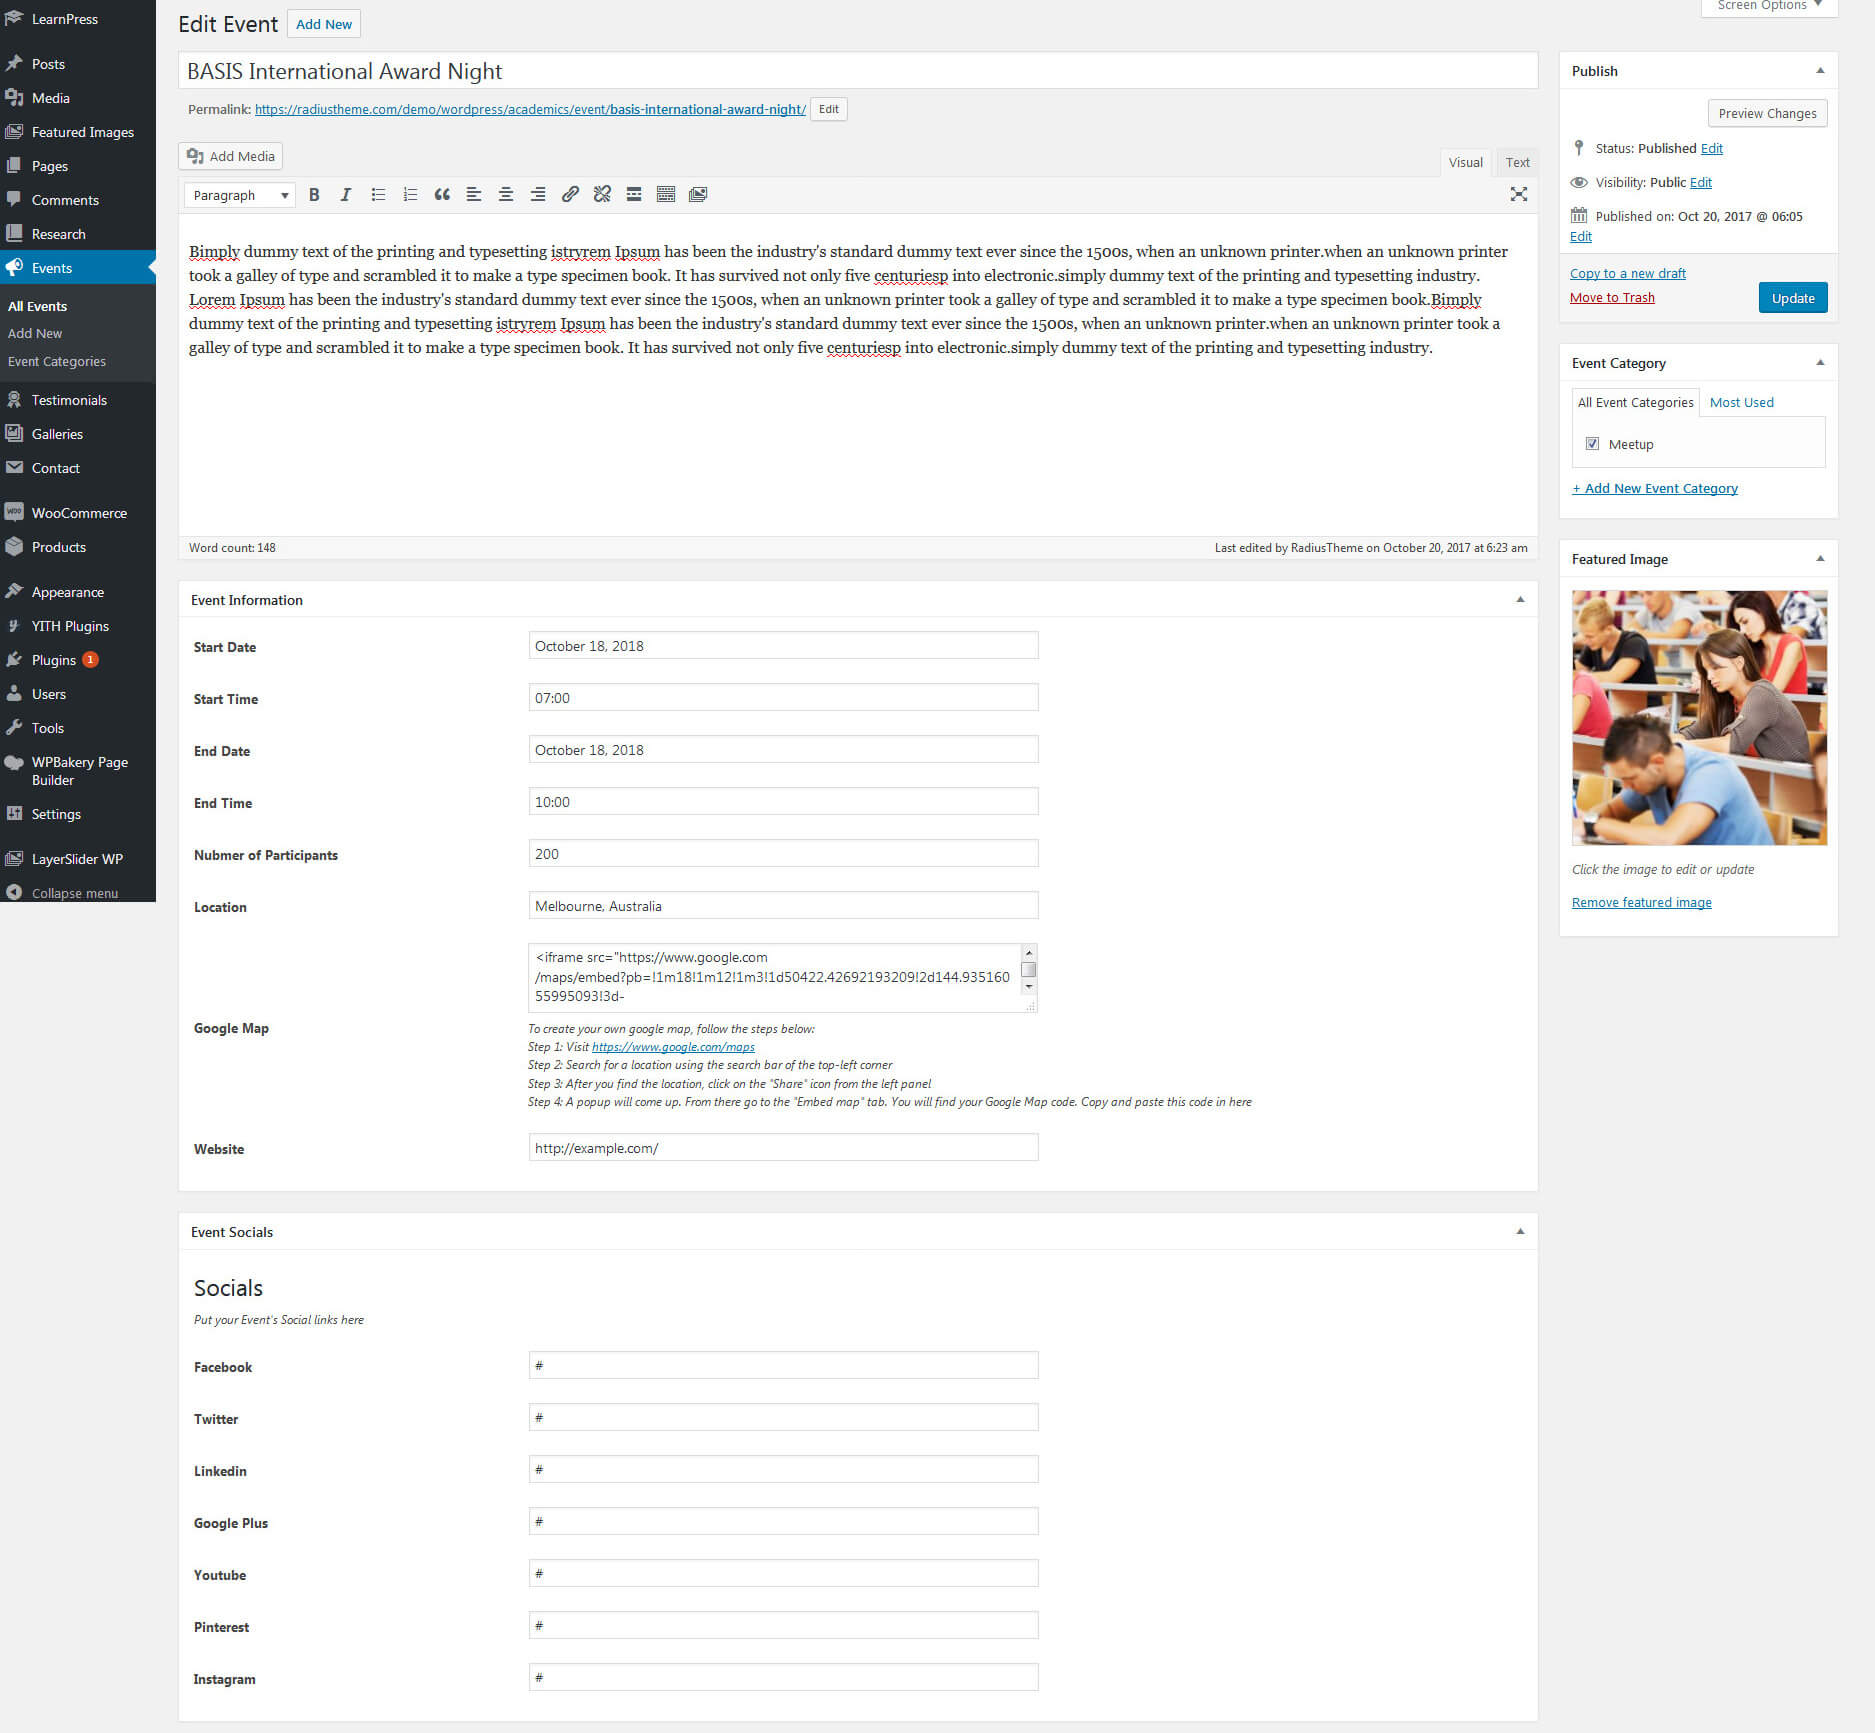 LearnPress
Posts
Media
Featured Images
Pages
Comments
Research
Events
All Events
Add New
Event Categories
Testimonials
Galleries
Contact
WooCommerce
Products
Appearance
YITH Plugins
Plugins 1
Users
Tools
WPBakery Page
Builder
Settings
LayerSlider WP
Collapse menu
Screen Options
Edit Event Add New
BASIS International Award Night
Permalink: https://radiustheme.com/demo/wordpress/academics/event/basis-international-award-night/ Edit
Add Media
Visual Text
Paragraph B I
Bimply dummy text of the printing and typesetting istryrem Ipsum has been the industry's standard dummy text ever since the 1500s, when an unknown printer.when an unknown printer
took a galley of type and scrambled it to make a type specimen book. It has survived not only five centuriesp into electronic.simply dummy text of the printing and typesetting industry.
Lorem Ipsum has been the industry's standard dummy text ever since the 1500s, when an unknown printer took a galley of type and scrambled it to make a type specimen book.Bimply
dummy text of the printing and typesetting istryrem Ipsum has been the industry's standard dummy text ever since the 1500s, when an unknown printer.when an unknown printer took a
galley of type and scrambled it to make a type specimen book. It has survived not only five centuriesp into electronic.simply dummy text of the printing and typesetting industry.
Word count: 148
Last edited by RadiusTheme on October 20, 2017 at 6:23 am
Event Information
Start Date October 18, 2018
Start Time 07:00
End Date October 18, 2018
End Time 10:00
Nubmer of Participants 200
Location Melbourne, Australia
Google Map
<iframe src="https://www.google.com
/maps/embed?pb=!1m18!1m12!1m3!1d50422.42692193209!2d144.935160
55995093!3d-
To create your own google map, follow the steps below:
Step 1: Visit https://www.google.com/maps
Step 2: Search for a location using the search bar of the top-left corner
Step 3: After you find the location, click on the "Share" icon from the left panel
Step 4: A popup will come up. From there go to the "Embed map" tab. You will find your Google Map code. Copy and paste this code in here
Website http://example.com/
Event Socials
Socials
Put your Event's Social links here
Facebook #
Twitter #
Linkedin #
Google Plus #
Youtube #
Pinterest #
Instagram #
Publish
Preview Changes
Status: Published Edit
Visibility: Public Edit
Published on: Oct 20, 2017 @ 06:05
Edit
Copy to a new draft
Move to Trash
Update
Event Category
All Event Categories Most Used
Meetup
+ Add New Event Category
Featured Image
Click the image to edit or update
Remove featured image